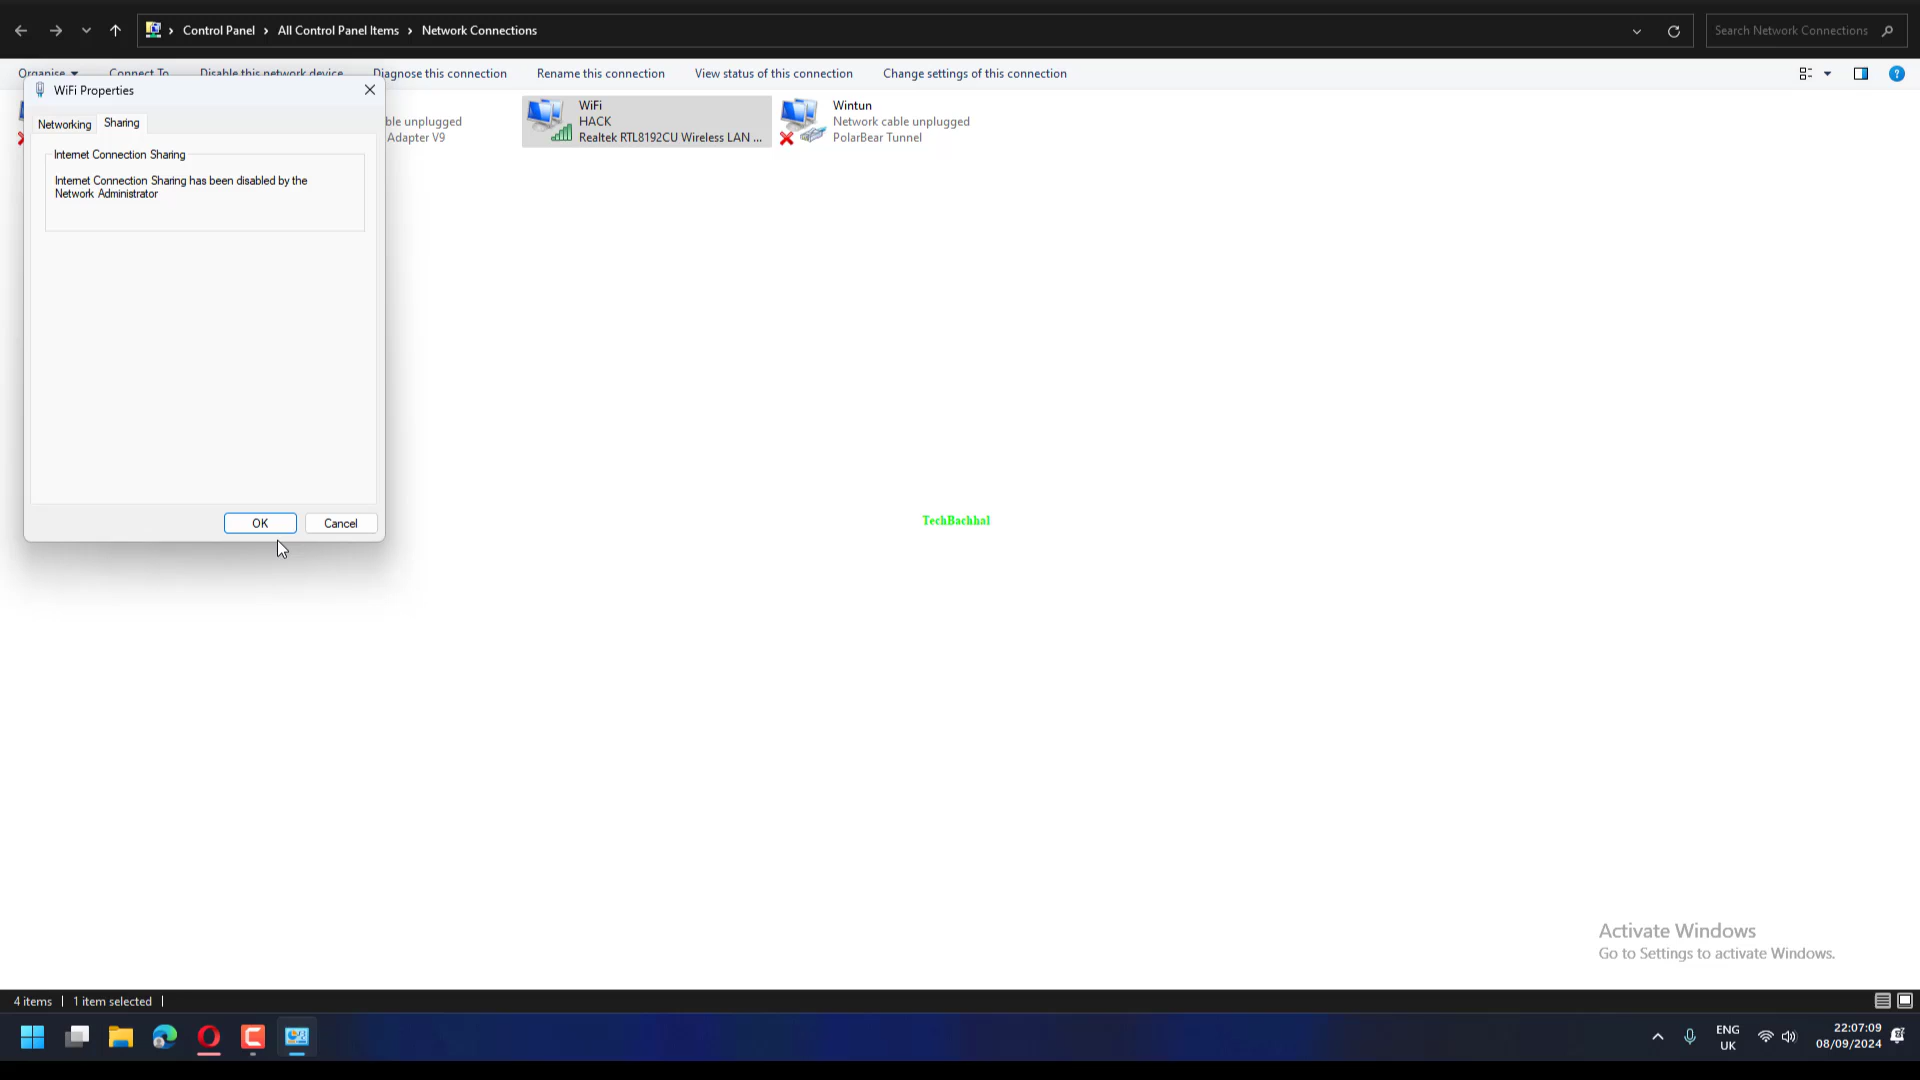 Control Panel > All Control Panel Items > Network Connections
Search Network Connections
Organise Connect To Disable this network device Diagnose this connection Rename this connection View status of this connection Change settings of this connection
WiFi Properties
Networking Sharing
Internet Connection Sharing
Internet Connection Sharing has been disabled by the
Network Administrator
OK Cancel
ble unplugged
Adapter V9
WiFi
HACK
Realtek RTL8192CU Wireless LAN ...
Wintun
Network cable unplugged
PolarBear Tunnel
TechBachhal
Activate Windows
Go to Settings to activate Windows.
4 items 1 item selected
ENG
UK
22:07:09
08/09/2024